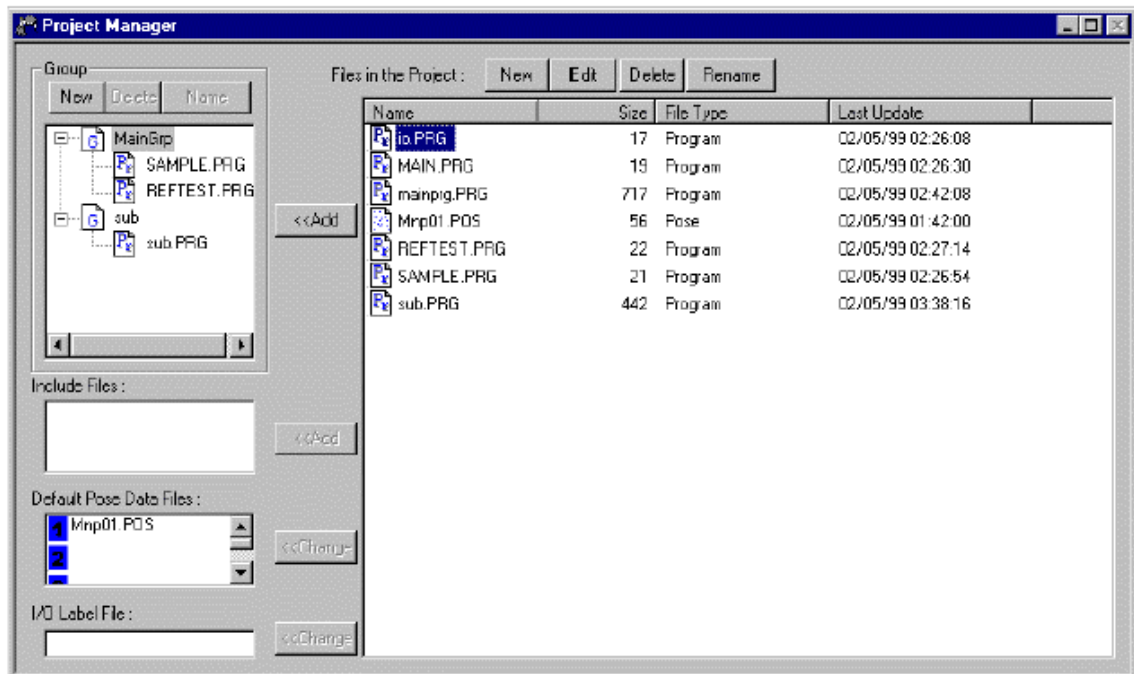 Project Manager
Group
New Delete Name
MainGrp
SAMPLE.PRG
REFTEST.PRG
sub
sub.PRG
Include Files :
Default Pose Data Files :
1 Mnp01.POS
2
I/O Label File :
<<Add
<<Add
<<Change
<<Change
Files in the Project : New Edit Delete Rename
Name Size File Type Last Update
io.PRG 17 Program 02/05/99 02:26:08
MAIN.PRG 19 Program 02/05/99 02:26:30
mainprg.PRG 717 Program 02/05/99 02:42:08
Mnp01.POS 56 Pose 02/05/99 01:42:00
REFTEST.PRG 22 Program 02/05/99 02:27:14
SAMPLE.PRG 21 Program 02/05/99 02:26:54
sub.PRG 442 Program 02/05/99 03:38:16